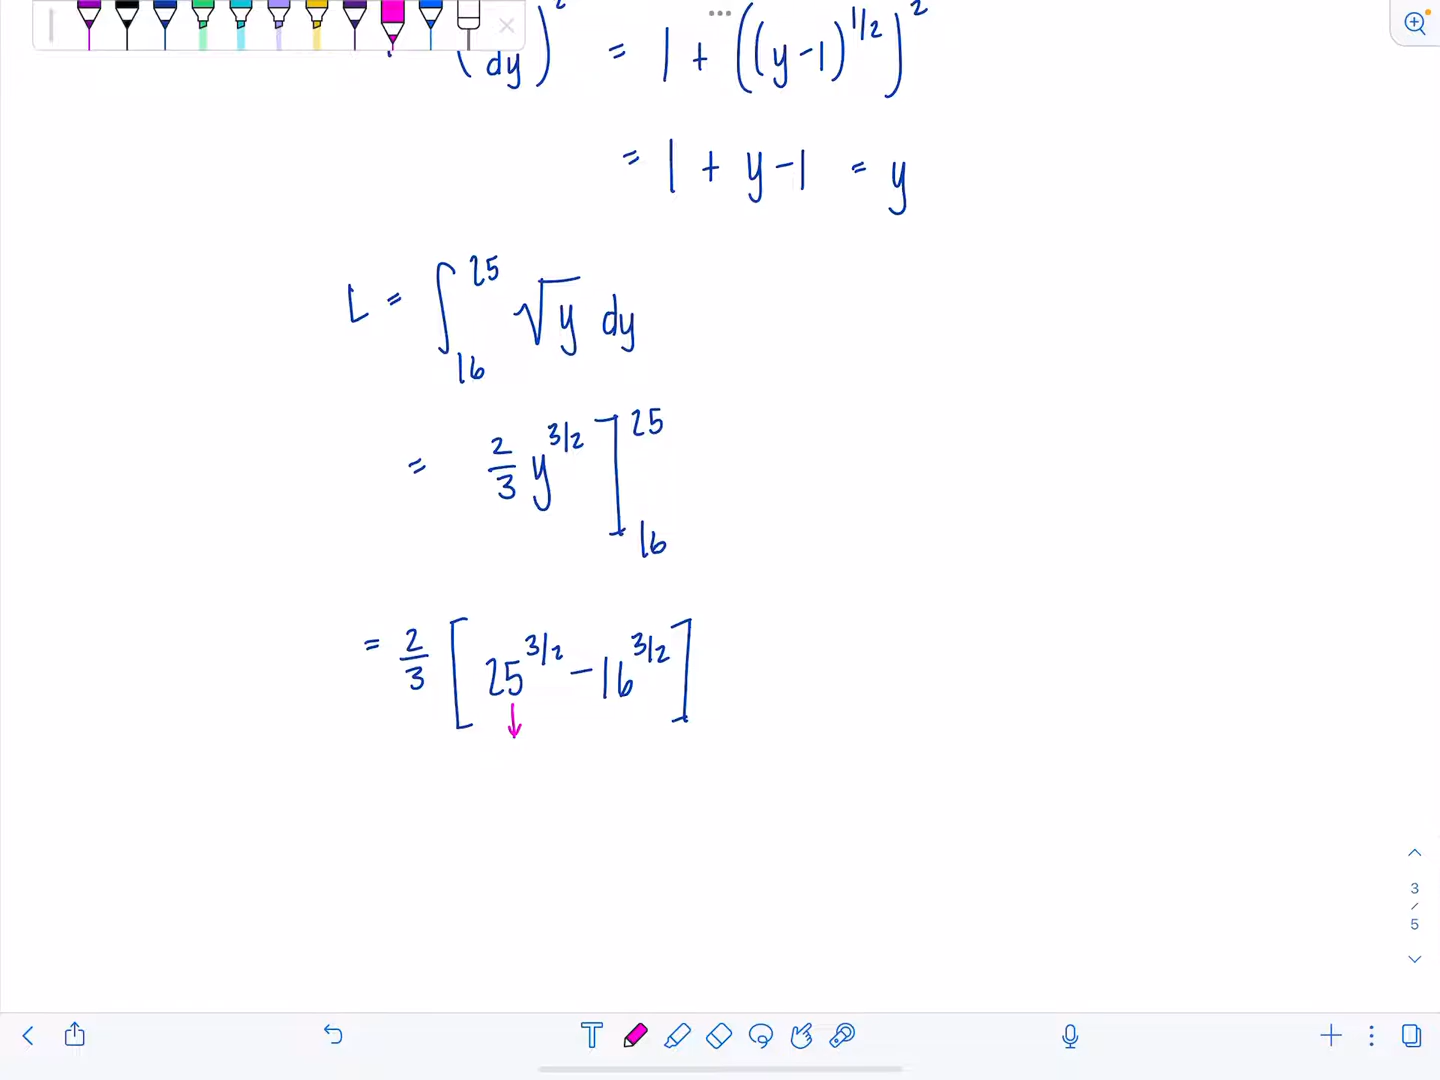 ( dy )² = 1 + ((y-1)^{1/2})²
= 1 + y-1 = y
L = ∫_{16}^{25} √y dy
= 2/3 y^{3/2} ]_{16}^{25}
= 2/3 [ 25^{3/2} - 16^{3/2} ]
↓
3
/
5
T